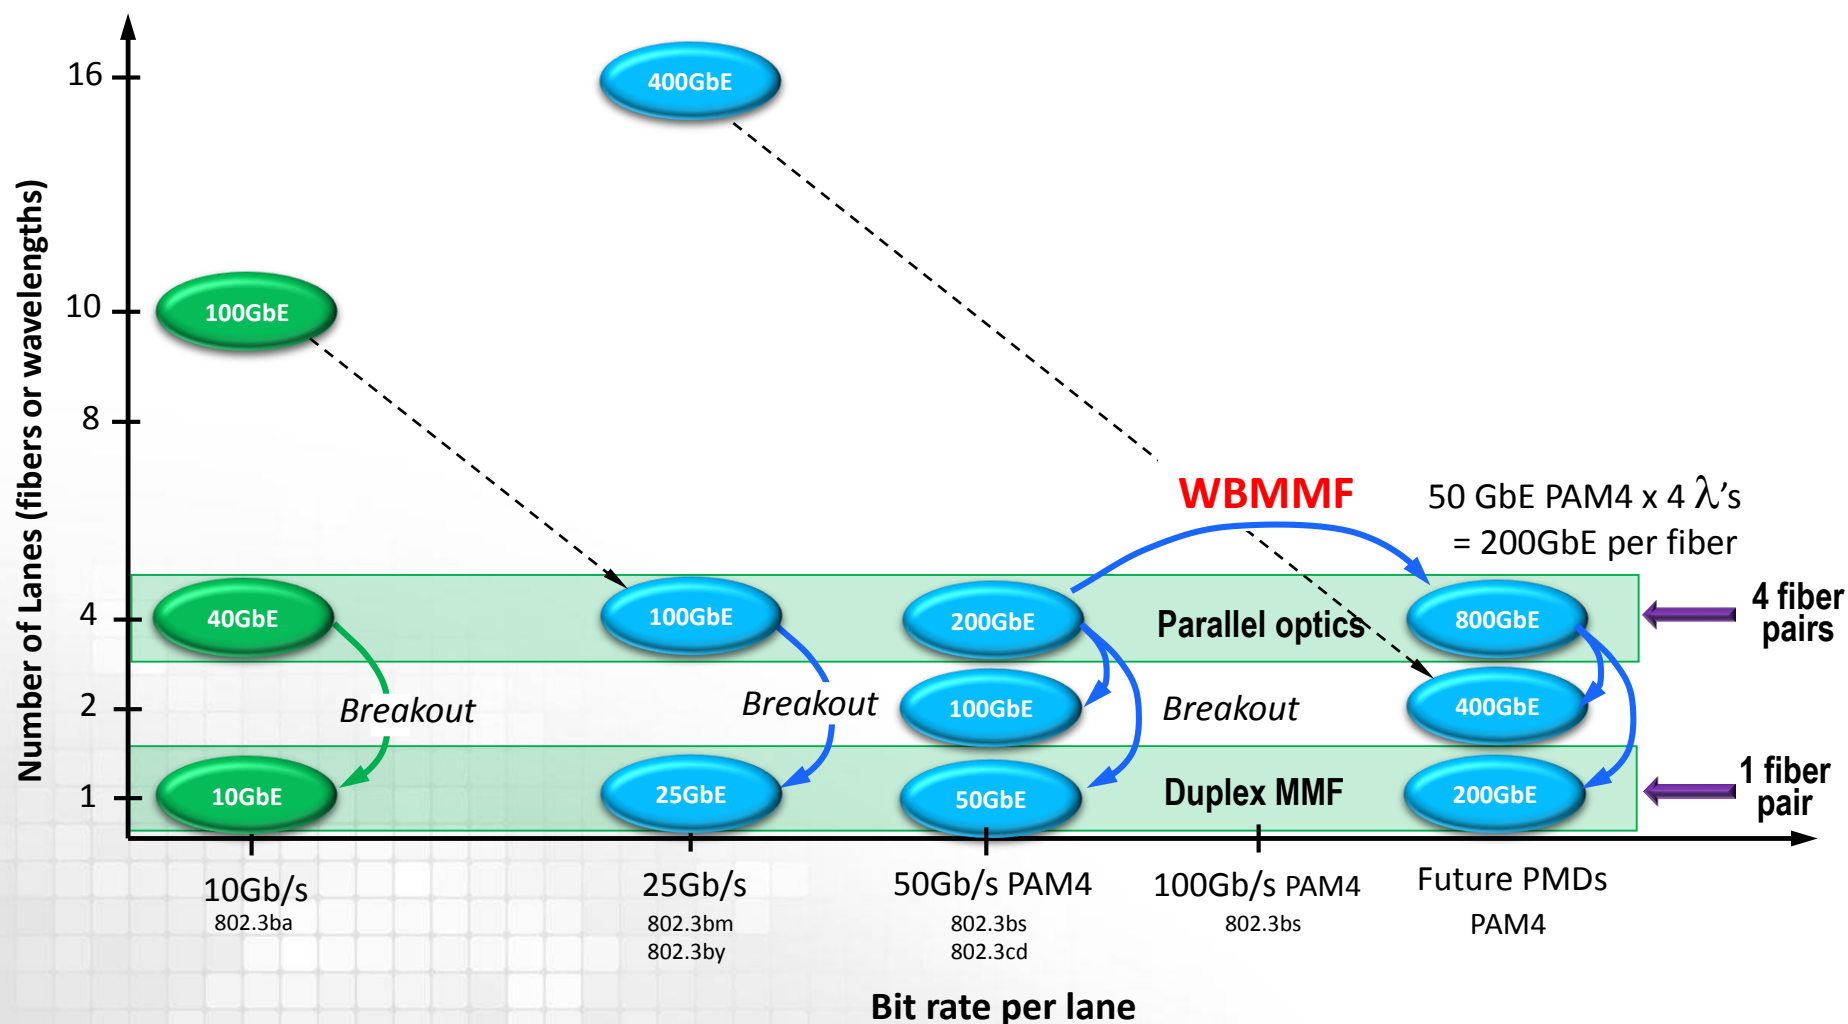 Number of Lanes (fibers or wavelengths)
16
10
8
4
2
1
400GbE
100GbE
WBMMF
50 GbE PAM4 x 4 λ's
= 200GbE per fiber
40GbE
100GbE
200GbE
Parallel optics
800GbE
4 fiber
pairs
Breakout
Breakout
100GbE
Breakout
400GbE
10GbE
25GbE
50GbE
Duplex MMF
200GbE
1 fiber
pair
10Gb/s
802.3ba
25Gb/s
802.3bm
802.3by
50Gb/s PAM4
802.3bs
802.3cd
100Gb/s PAM4
802.3bs
Future PMDs
PAM4
Bit rate per lane